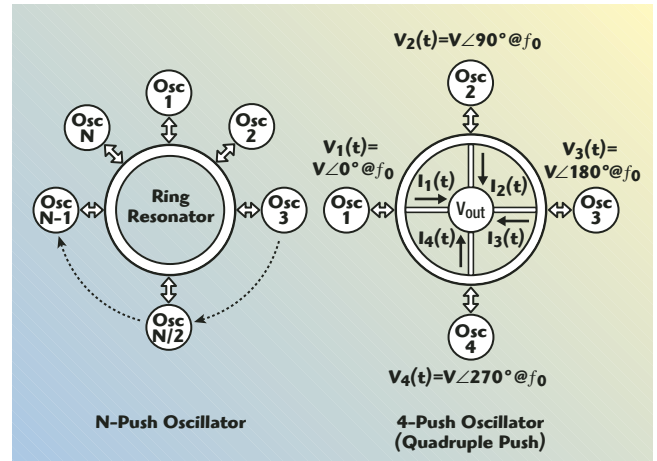 Osc
1
Osc
2
Osc
3
Osc
N/2
Osc
N-1
Osc
N
Ring
Resonator
N-Push Oscillator
V2(t)=V∠90°@f0
Osc
2
V1(t)=
V∠0°@f0
Osc
1
V3(t)=
V∠180°@f0
Osc
3
I1(t)
I2(t)
Vout
I4(t)
I3(t)
Osc
4
V4(t)=V∠270°@f0
4-Push Oscillator
(Quadruple Push)